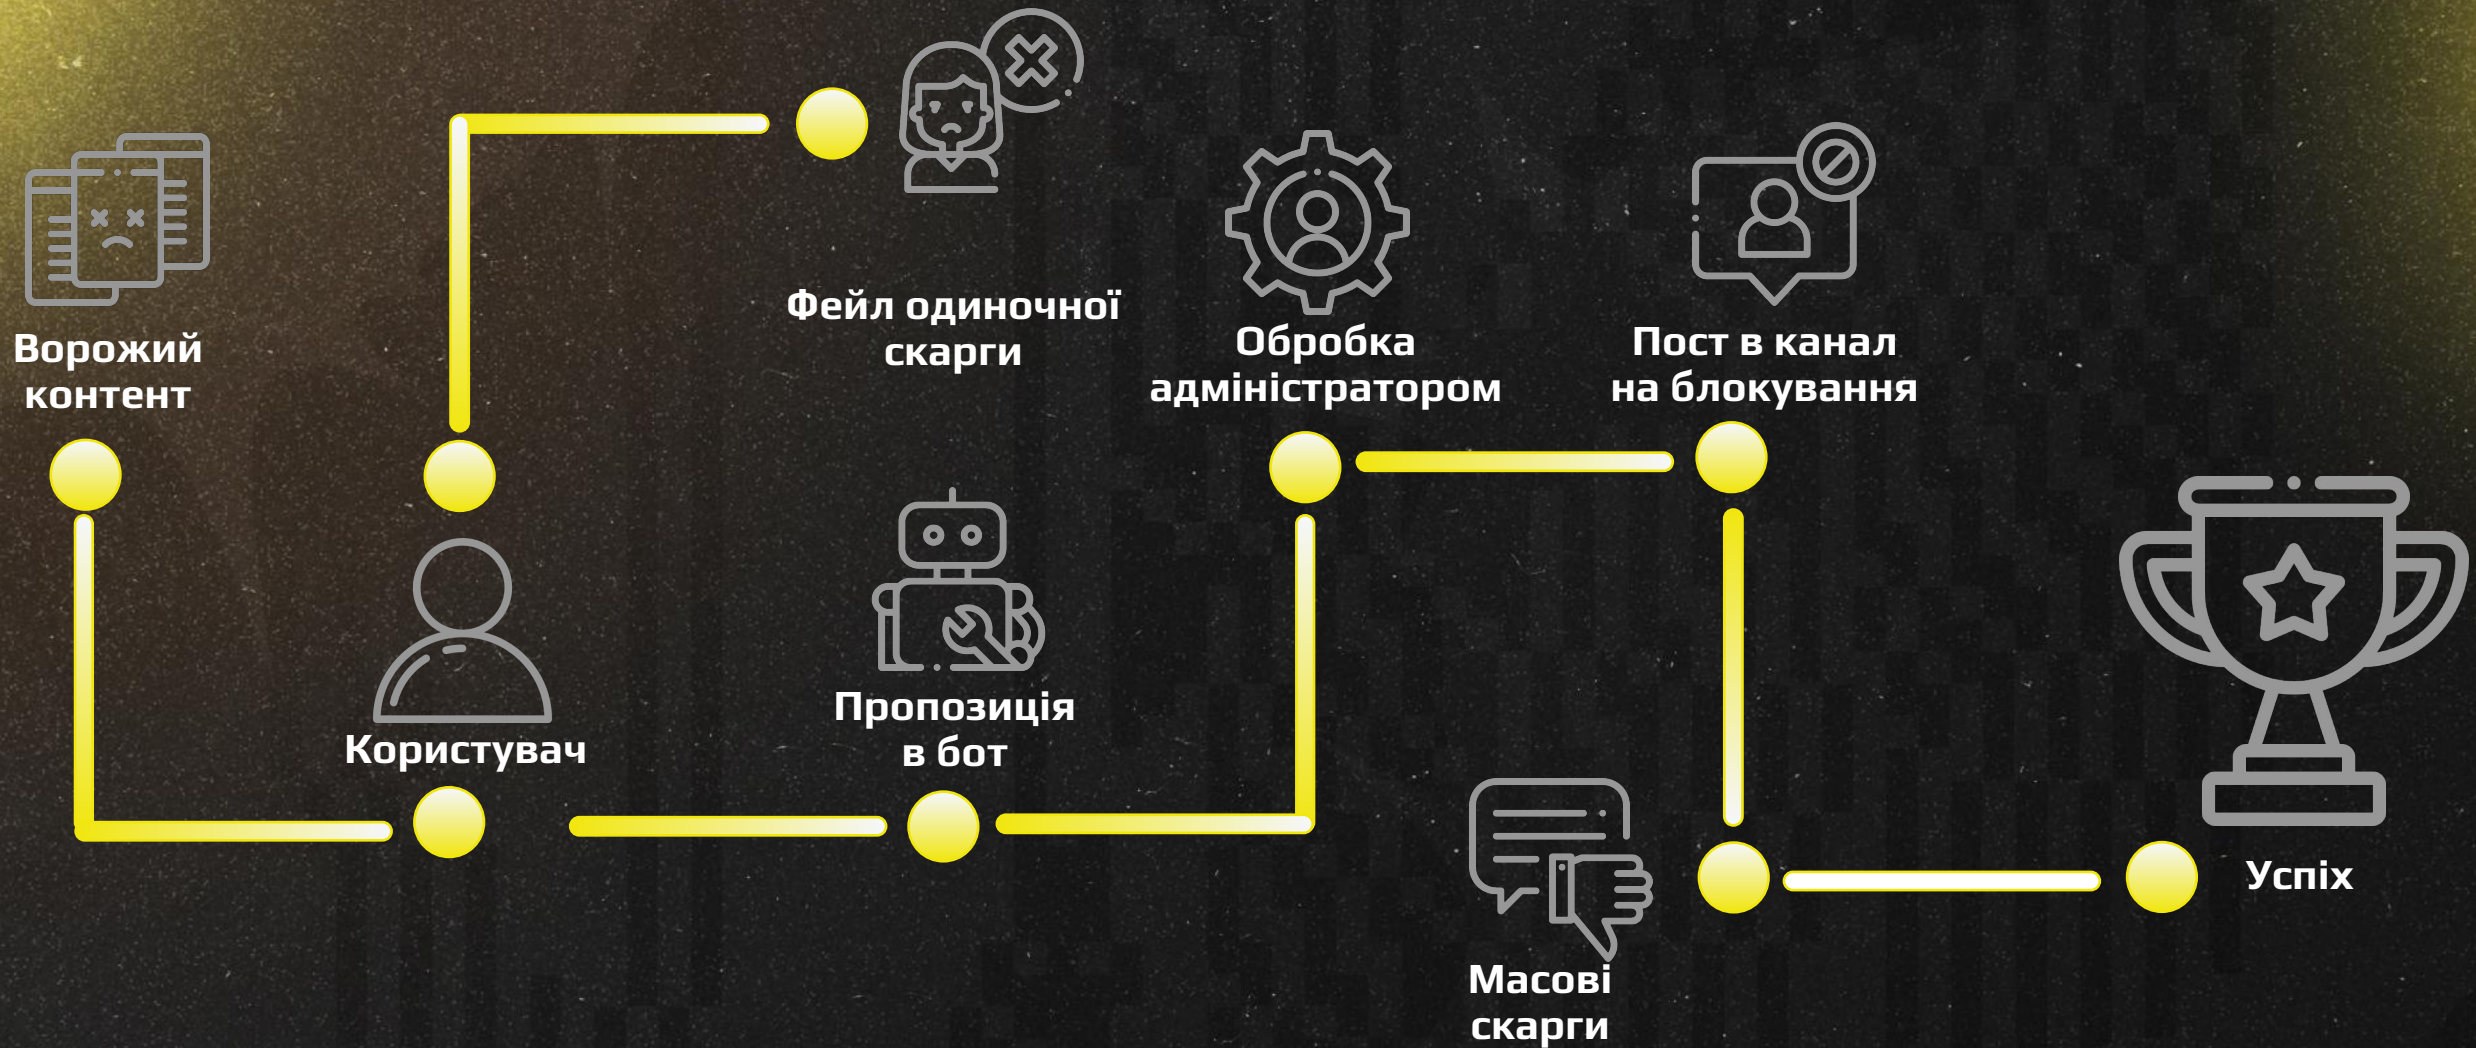 Ворожий
контент
Користувач
Фейл одиночної
скарги
Пропозиція
в бот
Обробка
адміністратором
Пост в канал
на блокування
Масові
скарги
Успіх